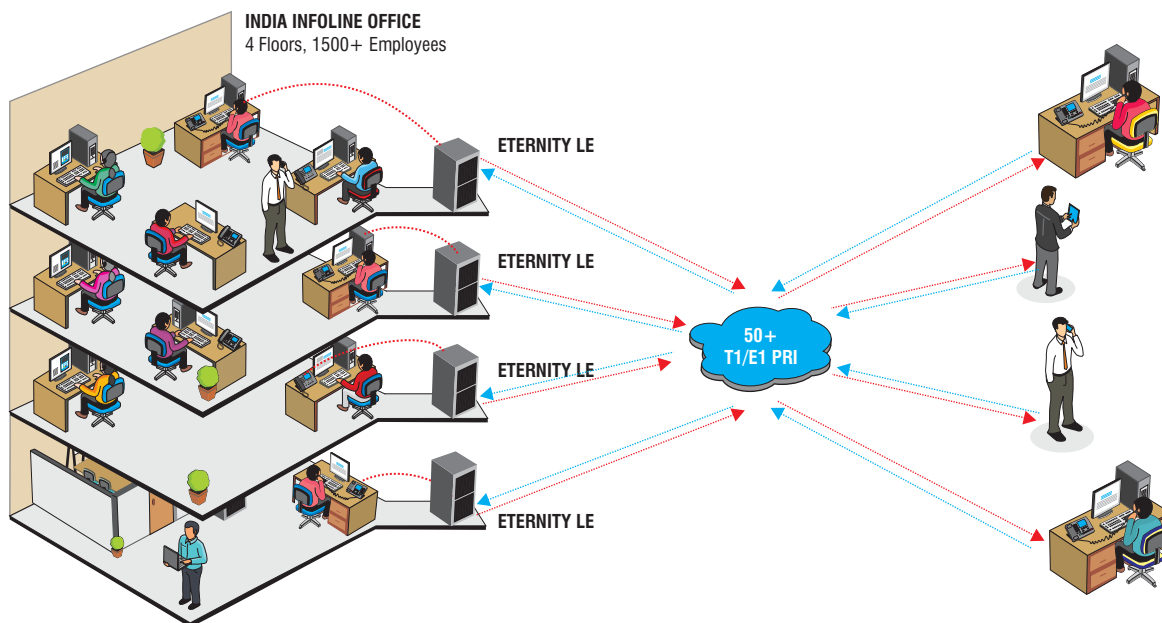 INDIA INFOLINE OFFICE
4 Floors, 1500+ Employees
ETERNITY LE
ETERNITY LE
50+
T1/E1 PRI
ETERNITY LE
ETERNITY LE